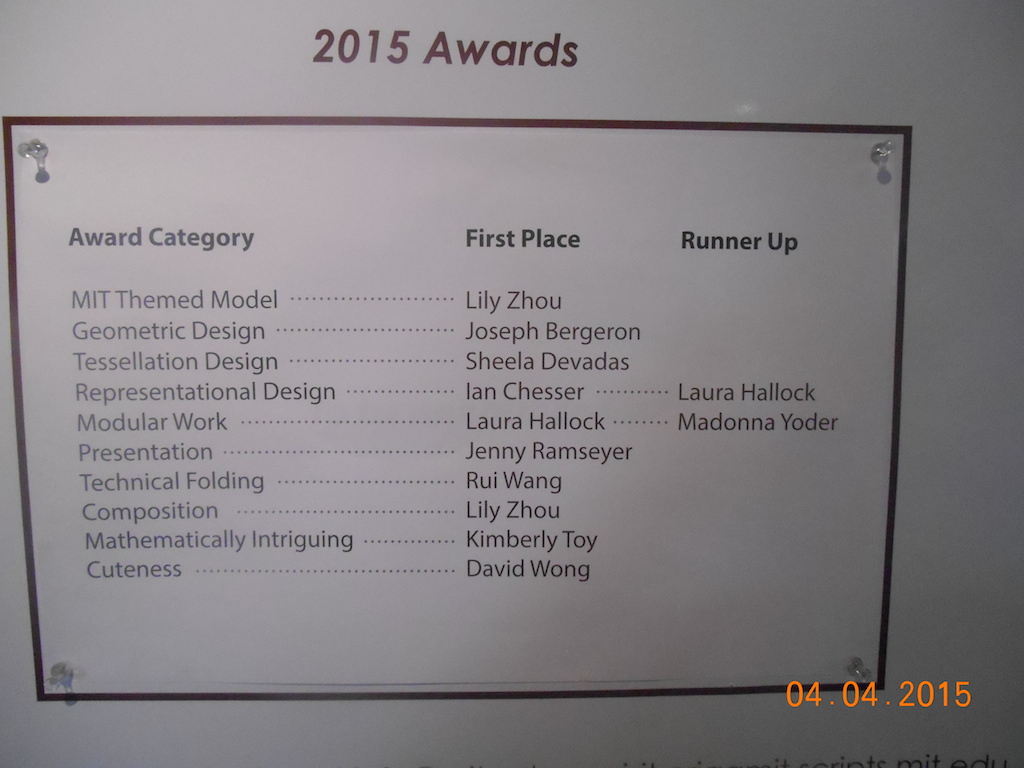 2015 Awards
Award Category First Place Runner Up
MIT Themed Model ........................ Lily Zhou
Geometric Design ........................... Joseph Bergeron
Tessellation Design ........................ Sheela Devadas
Representational Design ................ Ian Chesser ........... Laura Hallock
Modular Work ................................ Laura Hallock ........ Madonna Yoder
Presentation ................................... Jenny Ramseyer
Technical Folding .......................... Rui Wang
Composition ................................. Lily Zhou
Mathematically Intriguing .............. Kimberly Toy
Cuteness ....................................... David Wong
04.04.2015
origamit.scripts.mit.edu